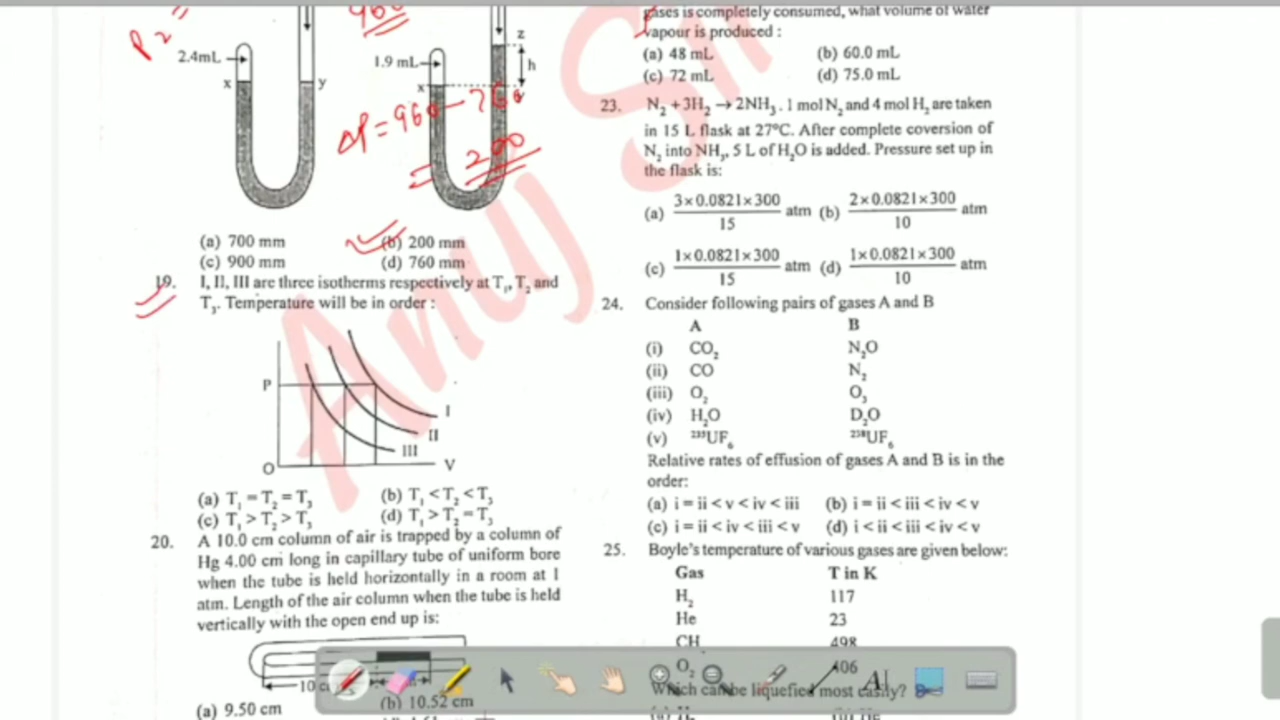 P₂ =
960
2.4mL
x
y
1.9 mL
x
z
h
y
ΔP = 960 - 760
= 200
(a) 700 mm (b) 200 mm
(c) 900 mm (d) 760 mm
19. I, II, III are three isotherms respectively at T₁, T₂ and
T₃. Temperature will be in order :
P
I
II
III
O
V
(a) T₁ = T₂ = T₃ (b) T₁ < T₂ < T₃
(c) T₁ > T₂ > T₃ (d) T₁ > T₂ = T₃
20. A 10.0 cm column of air is trapped by a column of
Hg 4.00 cm long in capillary tube of uniform bore
when the tube is held horizontally in a room at 1
atm. Length of the air column when the tube is held
vertically with the open end up is:
10 c
(a) 9.50 cm (b) 10.52 cm
gases is completely consumed, what volume of water
vapour is produced :
(a) 48 mL (b) 60.0 mL
(c) 72 mL (d) 75.0 mL
23. N₂ + 3H₂ → 2NH₃. 1 mol N₂ and 4 mol H₂ are taken
in 15 L flask at 27°C. After complete coversion of
N₂ into NH₃, 5 L of H₂O is added. Pressure set up in
the flask is:
(a) 3×0.0821×300/15 atm (b) 2×0.0821×300/10 atm
(c) 1×0.0821×300/15 atm (d) 1×0.0821×300/10 atm
24. Consider following pairs of gases A and B
A B
(i) CO₂ N₂O
(ii) CO N₂
(iii) O₂ O₃
(iv) H₂O D₂O
(v) ²³⁵UF₆ ²³⁸UF₆
Relative rates of effusion of gases A and B is in the
order:
(a) i = ii < v < iv < iii (b) i = ii < iii < iv < v
(c) i = ii < iv < iii < v (d) i < ii < iii < iv < v
25. Boyle's temperature of various gases are given below:
Gas T in K
H₂ 117
He 23
CH 498
O₂ 406
Which can be liquefied most easily?
Anuj
A